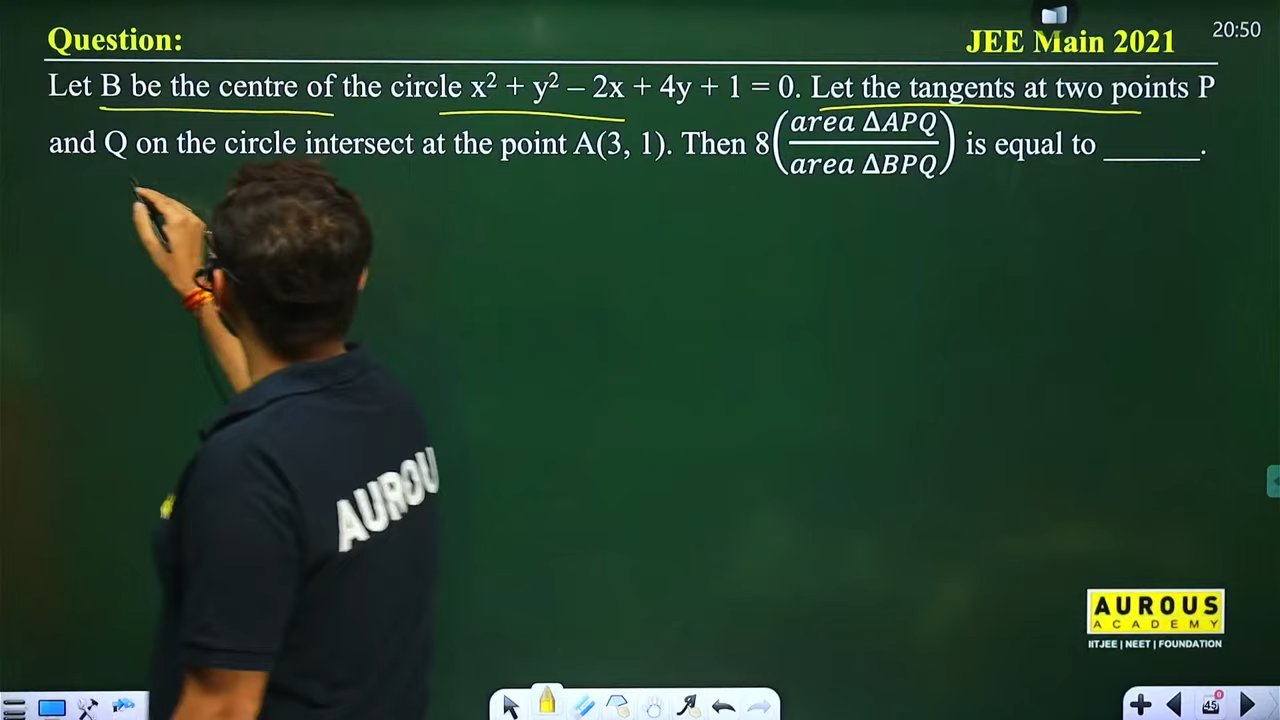 Question:
JEE Main 2021
20:50
Let B be the centre of the circle x² + y² – 2x + 4y + 1 = 0. Let the tangents at two points P
and Q on the circle intersect at the point A(3, 1). Then 8(area ΔAPQ/area ΔBPQ) is equal to ______.
AUROU
AUROUS
ACADEMY
IITJEE | NEET | FOUNDATION
0
45